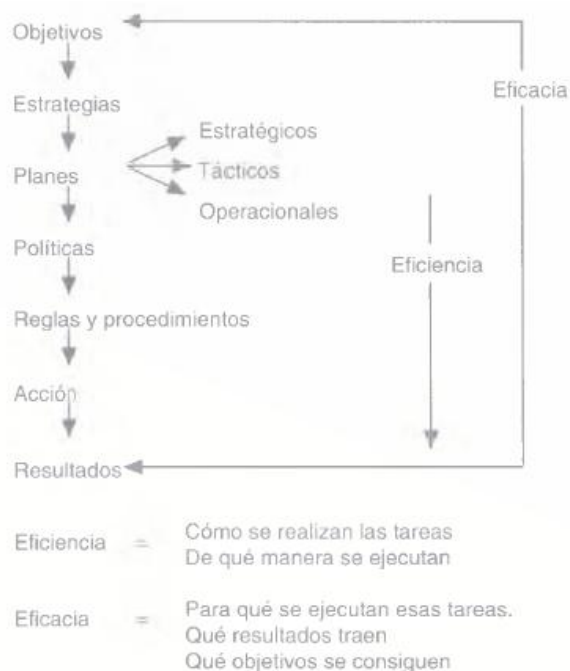 Objetivos
Eficacia
Estrategias
Estratégicos
Planes
Tácticos
Operacionales
Políticas
Eficiencia
Reglas y procedimientos
Acción
Resultados
Eficiencia = Cómo se realizan las tareas
De qué manera se ejecutan
Eficacia = Para qué se ejecutan esas tareas.
Qué resultados traen
Qué objetivos se consiguen